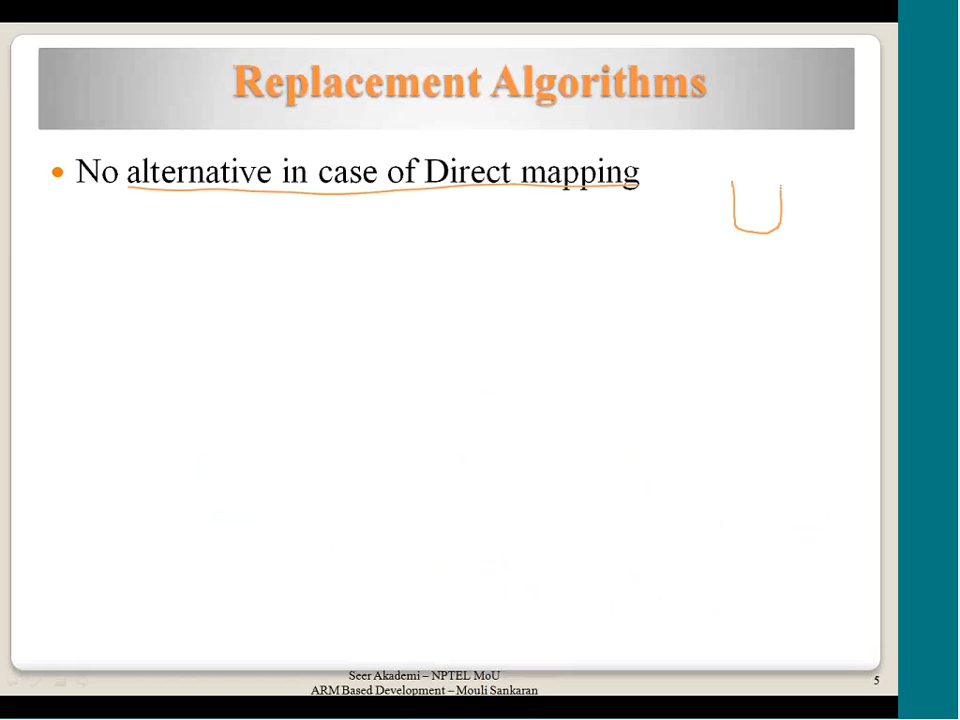 Replacement Algorithms
• No alternative in case of Direct mapping
Seer Akademi – NPTEL MoU
ARM Based Development – Mouli Sankaran
5